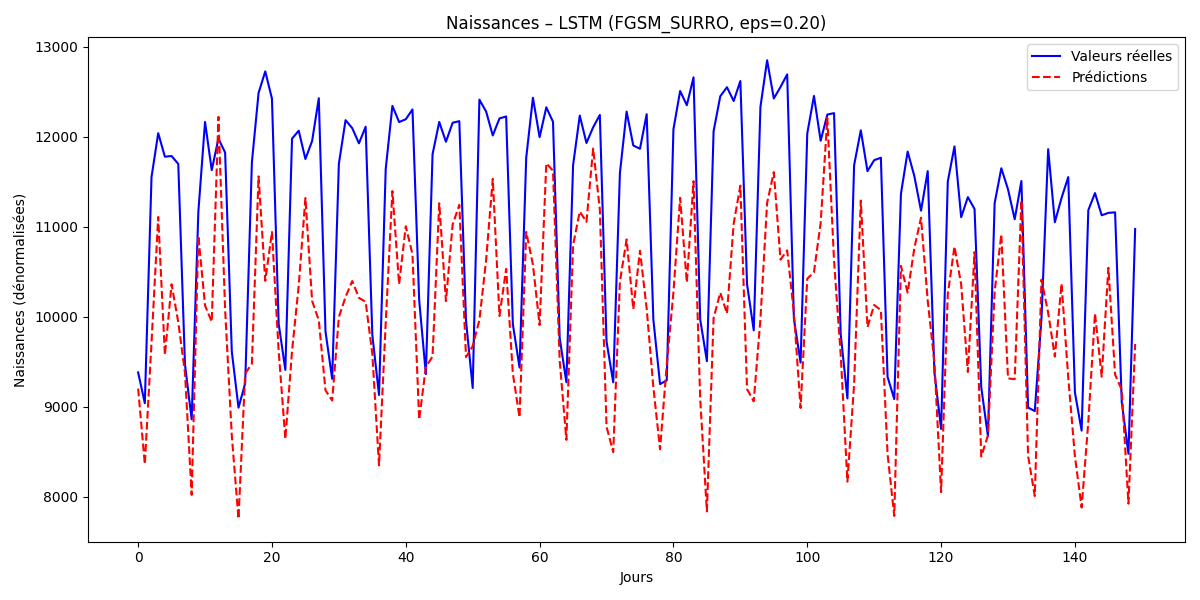 Naissances – LSTM (FGSM_SURRO, eps=0.20)
Valeurs réelles
Prédictions
Naissances (dénormalisées)
13000
12000
11000
10000
9000
8000
0 20 40 60 80 100 120 140
Jours